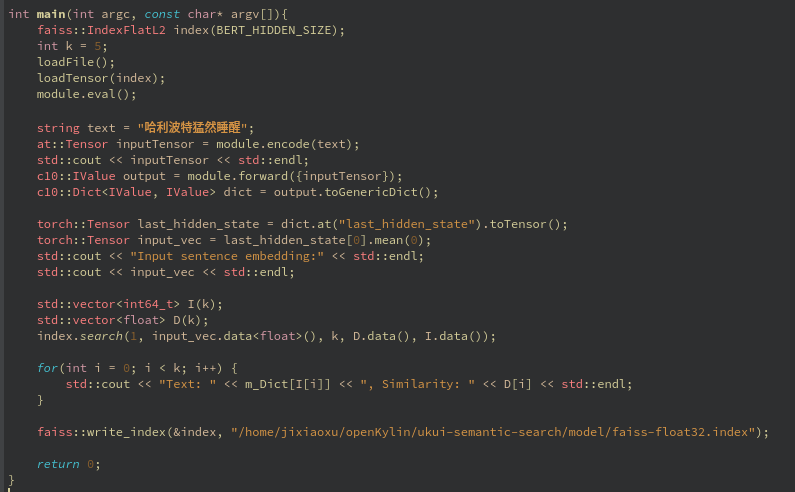 int main(int argc, const char* argv[]){
    faiss::IndexFlatL2 index(BERT_HIDDEN_SIZE);
    int k = 5;
    loadFile();
    loadTensor(index);
    module.eval();

    string text = "哈利波特猛然睡醒";
    at::Tensor inputTensor = module.encode(text);
    std::cout << inputTensor << std::endl;
    c10::IValue output = module.forward({inputTensor});
    c10::Dict<IValue, IValue> dict = output.toGenericDict();

    torch::Tensor last_hidden_state = dict.at("last_hidden_state").toTensor();
    torch::Tensor input_vec = last_hidden_state[0].mean(0);
    std::cout << "Input sentence embedding:" << std::endl;
    std::cout << input_vec << std::endl;

    std::vector<int64_t> I(k);
    std::vector<float> D(k);
    index.search(1, input_vec.data<float>(), k, D.data(), I.data());

    for(int i = 0; i < k; i++) {
        std::cout << "Text: " << m_Dict[I[i]] << ", Similarity: " << D[i] << std::endl;
    }

    faiss::write_index(&index, "/home/jixiaoxu/openKylin/ukui-semantic-search/model/faiss-float32.index");

    return 0;
}